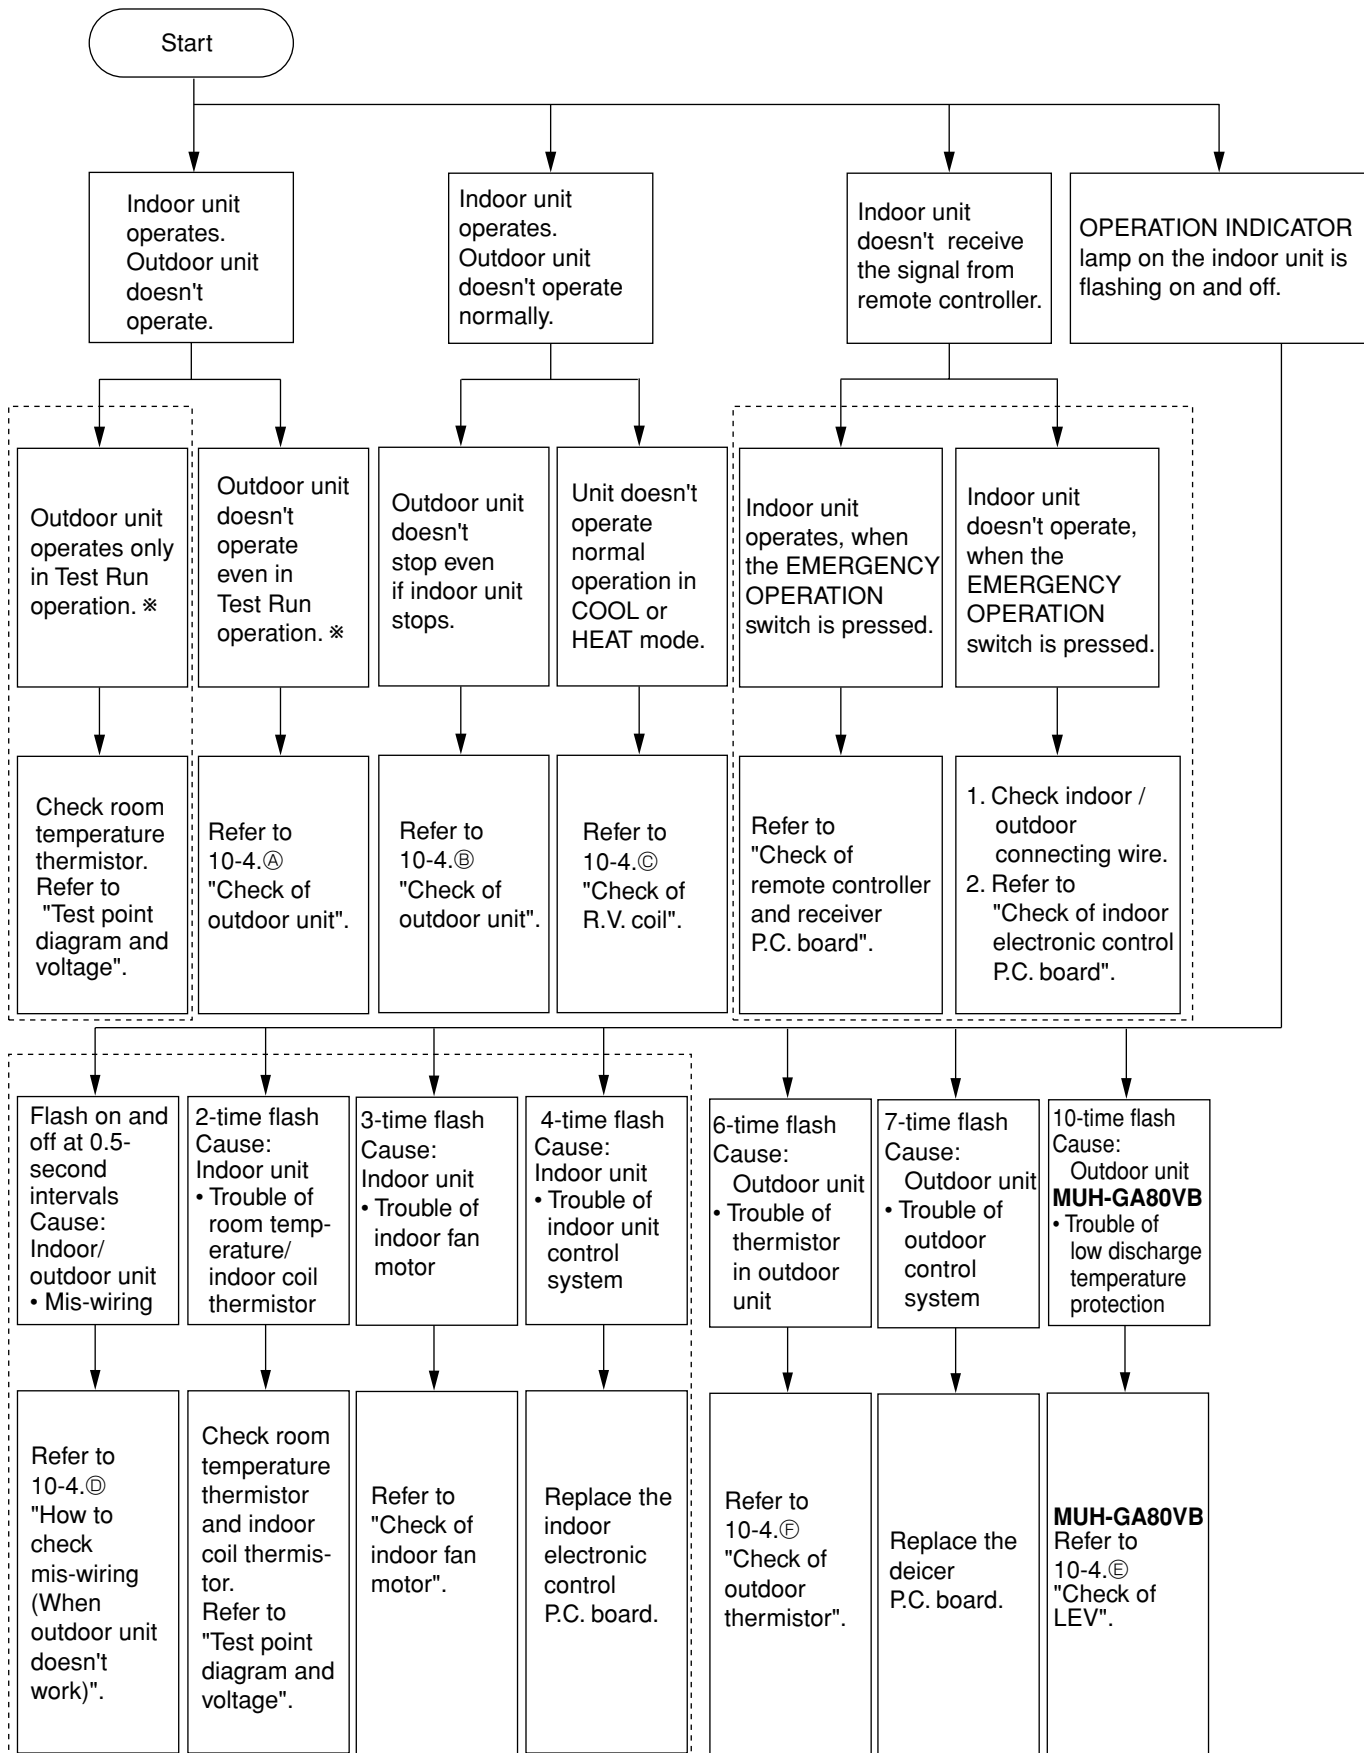 Start
Indoor unit
operates.
Outdoor unit
doesn't
operate.
Indoor unit
operates.
Outdoor unit
doesn't operate
normally.
Indoor unit
doesn't receive
the signal from
remote controller.
OPERATION INDICATOR
lamp on the indoor unit is
flashing on and off.
Outdoor unit
operates only
in Test Run
operation. ※
Outdoor unit
doesn't
operate
even in
Test Run
operation. ※
Outdoor unit
doesn't
stop even
if indoor unit
stops.
Unit doesn't
operate
normal
operation in
COOL or
HEAT mode.
Indoor unit
operates, when
the EMERGENCY
OPERATION
switch is pressed.
Indoor unit
doesn't operate,
when the
EMERGENCY
OPERATION
switch is pressed.
Check room
temperature
thermistor.
Refer to
"Test point
diagram and
voltage".
Refer to
10-4.Ⓐ
"Check of
outdoor unit".
Refer to
10-4.Ⓑ
"Check of
outdoor unit".
Refer to
10-4.Ⓒ
"Check of
R.V. coil".
Refer to
"Check of
remote controller
and receiver
P.C. board".
1. Check indoor /
outdoor
connecting wire.
2. Refer to
"Check of indoor
electronic control
P.C. board".
Flash on and
off at 0.5-
second
intervals
Cause:
Indoor/
outdoor unit
• Mis-wiring
2-time flash
Cause:
Indoor unit
• Trouble of
room temp-
erature/
indoor coil
thermistor
3-time flash
Cause:
Indoor unit
• Trouble of
indoor fan
motor
4-time flash
Cause:
Indoor unit
• Trouble of
indoor unit
control
system
6-time flash
Cause:
Outdoor unit
• Trouble of
thermistor
in outdoor
unit
7-time flash
Cause:
Outdoor unit
• Trouble of
outdoor
control
system
10-time flash
Cause:
Outdoor unit
MUH-GA80VB
• Trouble of
low discharge
temperature
protection
Refer to
10-4.Ⓓ
"How to
check
mis-wiring
(When
outdoor unit
doesn't
work)".
Check room
temperature
thermistor
and indoor
coil thermis-
tor.
Refer to
"Test point
diagram and
voltage".
Refer to
"Check of
indoor fan
motor".
Replace the
indoor
electronic
control
P.C. board.
Refer to
10-4.Ⓕ
"Check of
outdoor
thermistor".
Replace the
deicer
P.C. board.
MUH-GA80VB
Refer to
10-4.Ⓔ
"Check of
LEV".